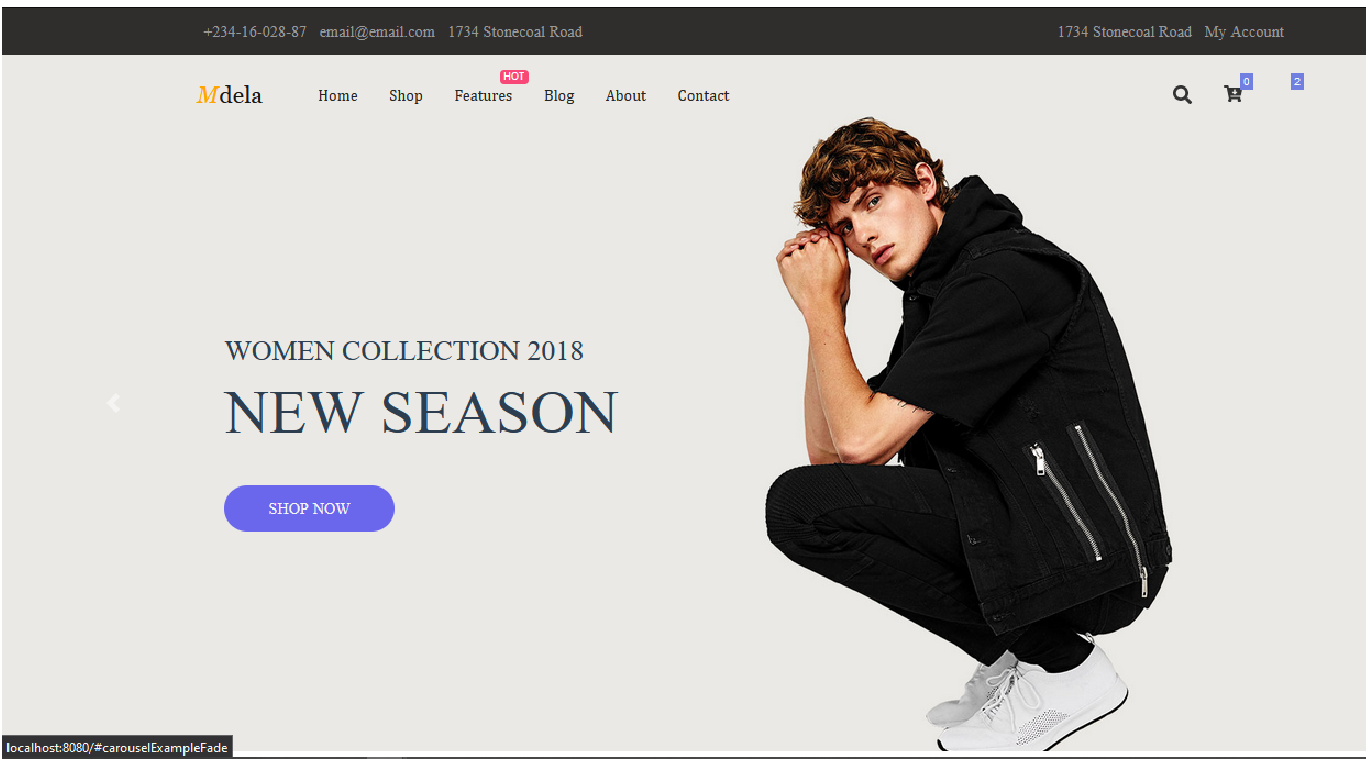 +234-16-028-87 email@email.com 1734 Stonecoal Road 1734 Stonecoal Road My Account
HOT
Mdela Home Shop Features Blog About Contact 0 2
WOMEN COLLECTION 2018
NEW SEASON
SHOP NOW
localhost:8080/#carouselExampleFade